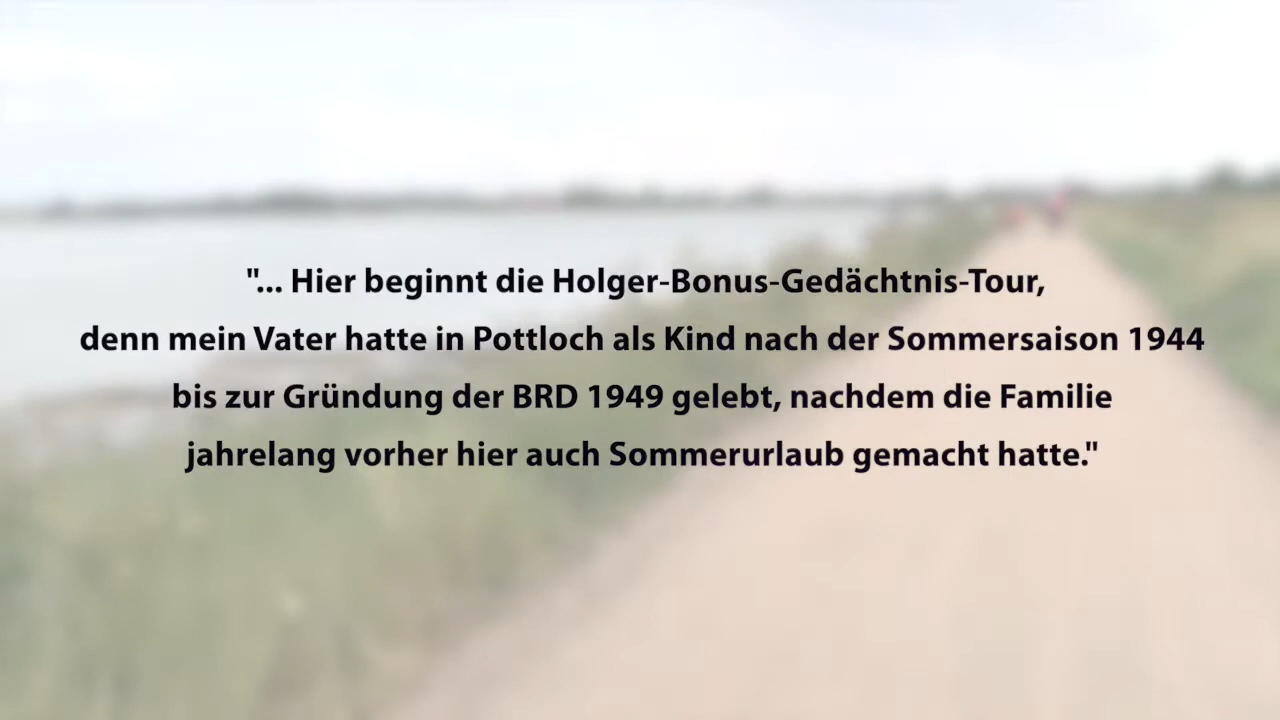 "... Hier beginnt die Holger-Bonus-Gedächtnis-Tour,
denn mein Vater hatte in Pottloch als Kind nach der Sommersaison 1944
bis zur Gründung der BRD 1949 gelebt, nachdem die Familie
jahrelang vorher hier auch Sommerurlaub gemacht hatte."